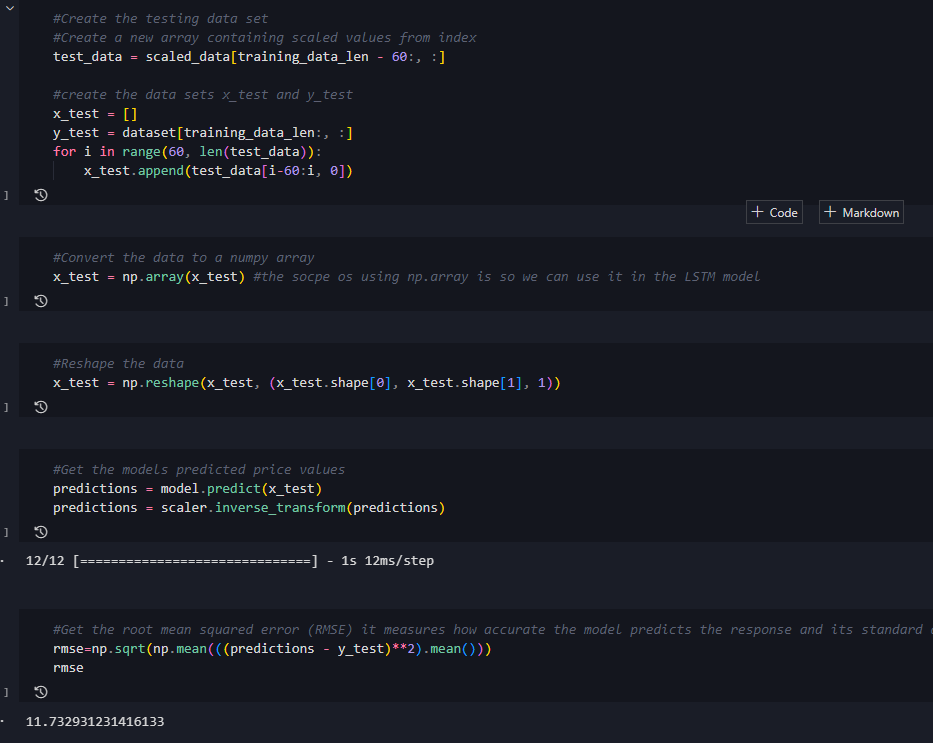 #Create the testing data set
#Create a new array containing scaled values from index
test_data = scaled_data[training_data_len - 60:, :]
#create the data sets x_test and y_test
x_test = []
y_test = dataset[training_data_len:, :]
for i in range(60, len(test_data)):
    x_test.append(test_data[i-60:i, 0])
]
+ Code + Markdown
#Convert the data to a numpy array
x_test = np.array(x_test) #the socpe os using np.array is so we can use it in the LSTM model
]
#Reshape the data
x_test = np.reshape(x_test, (x_test.shape[0], x_test.shape[1], 1))
]
#Get the models predicted price values
predictions = model.predict(x_test)
predictions = scaler.inverse_transform(predictions)
]
12/12 [==============================] - 1s 12ms/step
#Get the root mean squared error (RMSE) it measures how accurate the model predicts the response and its standard
rmse=np.sqrt(np.mean(((predictions - y_test)**2).mean()))
rmse
]
11.732931231416133